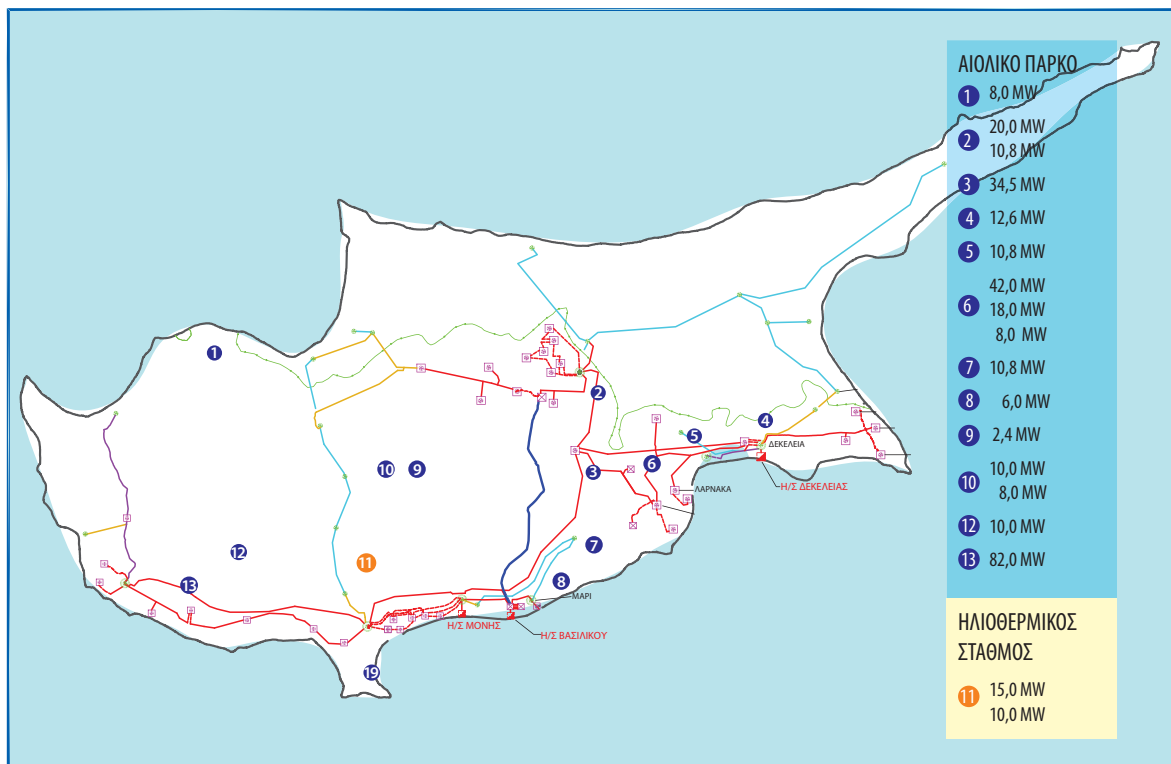 ΑΙΟΛΙΚΟ ΠΑΡΚΟ
1 8,0 MW
20,0 MW
2
10,8 MW
3 34,5 MW
4 12,6 MW
5 10,8 MW
42,0 MW
6 18,0 MW
8,0 MW
7 10,8 MW
8 6,0 MW
9 2,4 MW
10 10,0 MW
8,0 MW
12 10,0 MW
13 82,0 MW
ΗΛΙΟΘΕΡΜΙΚΟΣ
ΣΤΑΘΜΟΣ
11 15,0 MW
10,0 MW
1
2
4
5
ΔΕΚΕΛΕΙΑ
10
9
3
6
Η/Σ ΔΕΚΕΛΕΙΑΣ
ΛΑΡΝΑΚΑ
7
12
11
13
8
ΜΑΡΙ
Η/Σ ΜΟΝΗΣ
Η/Σ ΒΑΣΙΛΙΚΟΥ
19